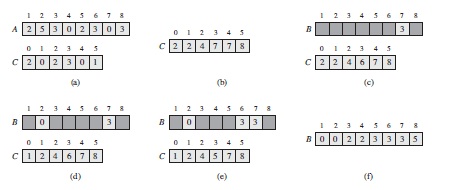 1 2 3 4 5 6 7 8
A 2 5 3 0 2 3 0 3
0 1 2 3 4 5
C 2 0 2 3 0 1
(a)
0 1 2 3 4 5
C 2 2 4 7 7 8
(b)
1 2 3 4 5 6 7 8
B 3
0 1 2 3 4 5
C 2 2 4 6 7 8
(c)
1 2 3 4 5 6 7 8
B 0 3
0 1 2 3 4 5
C 1 2 4 6 7 8
(d)
1 2 3 4 5 6 7 8
B 0 3 3
0 1 2 3 4 5
C 1 2 4 5 7 8
(e)
1 2 3 4 5 6 7 8
B 0 0 2 2 3 3 3 5
(f)